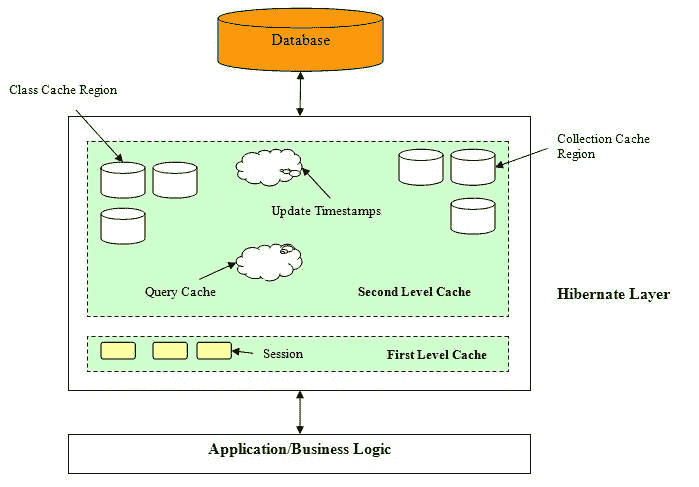 Database
Class Cache Region
Collection Cache
Region
Update Timestamps
Query Cache
Second Level Cache
Hibernate Layer
Session
First Level Cache
Application/Business Logic